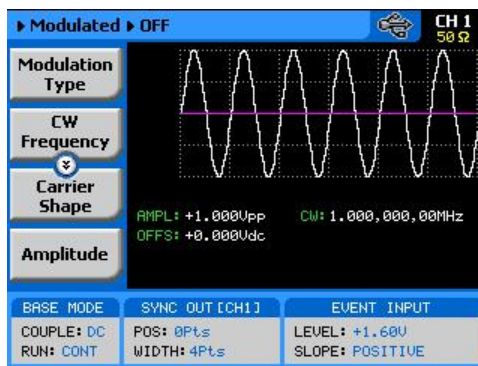 Modulated OFF
CH 1
50 Ω
Modulation
Type
CW
Frequency
Carrier
Shape
Amplitude
AMPL: +1.000Vpp CW: 1.000,000,00MHz
OFFS: +0.000Vdc
BASE MODE
COUPLE: DC
RUN: CONT
SYNC OUT [CH1]
POS: 0Pts
WIDTH: 4Pts
EVENT INPUT
LEVEL: +1.60V
SLOPE: POSITIVE